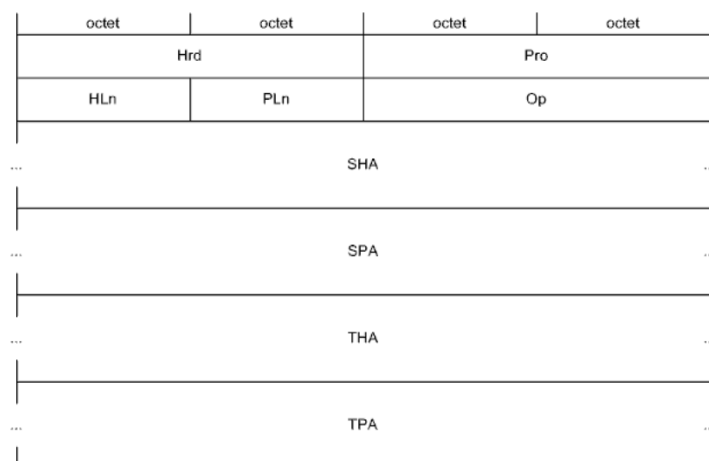 octet octet octet octet
Hrd Pro
HLn PLn Op
... SHA ..
... SPA ..
... THA ..
... TPA ..